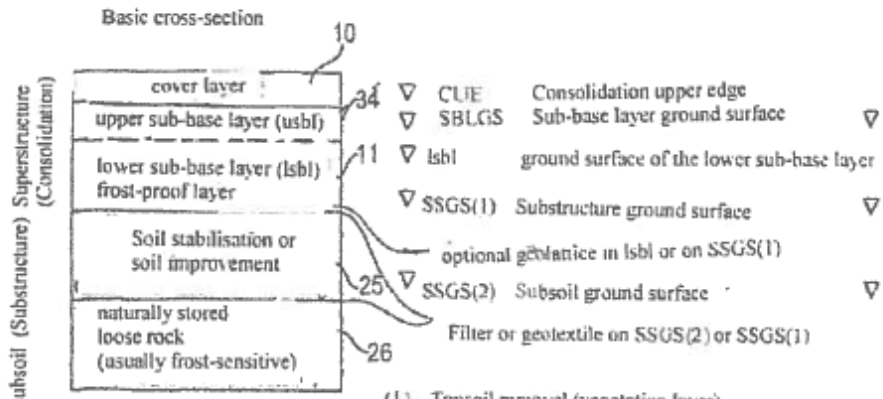 Basic cross-section
10
cover layer
34
▽ CUE Consolidation upper edge
upper sub-base layer (usbl)
▽ SBLGS Sub-base layer ground surface ▽
11
▽ lsbl ground surface of the lower sub-base layer
lower sub-base layer (lsbl)
frost-proof layer
▽ SSGS(1) Substructure ground surface ▽
Soil stabilisation or
soil improvement
optional geolattice in lsbl or on SSGS(1)
25
▽ SSGS(2) Subsoil ground surface ▽
naturally stored
loose rock
(usually frost-sensitive)
26
Filter or geotextile on SSGS(2) or SSGS(1)
Superstructure
(Consolidation)
(Substructure)
Topsoil removal (vegetation layer)